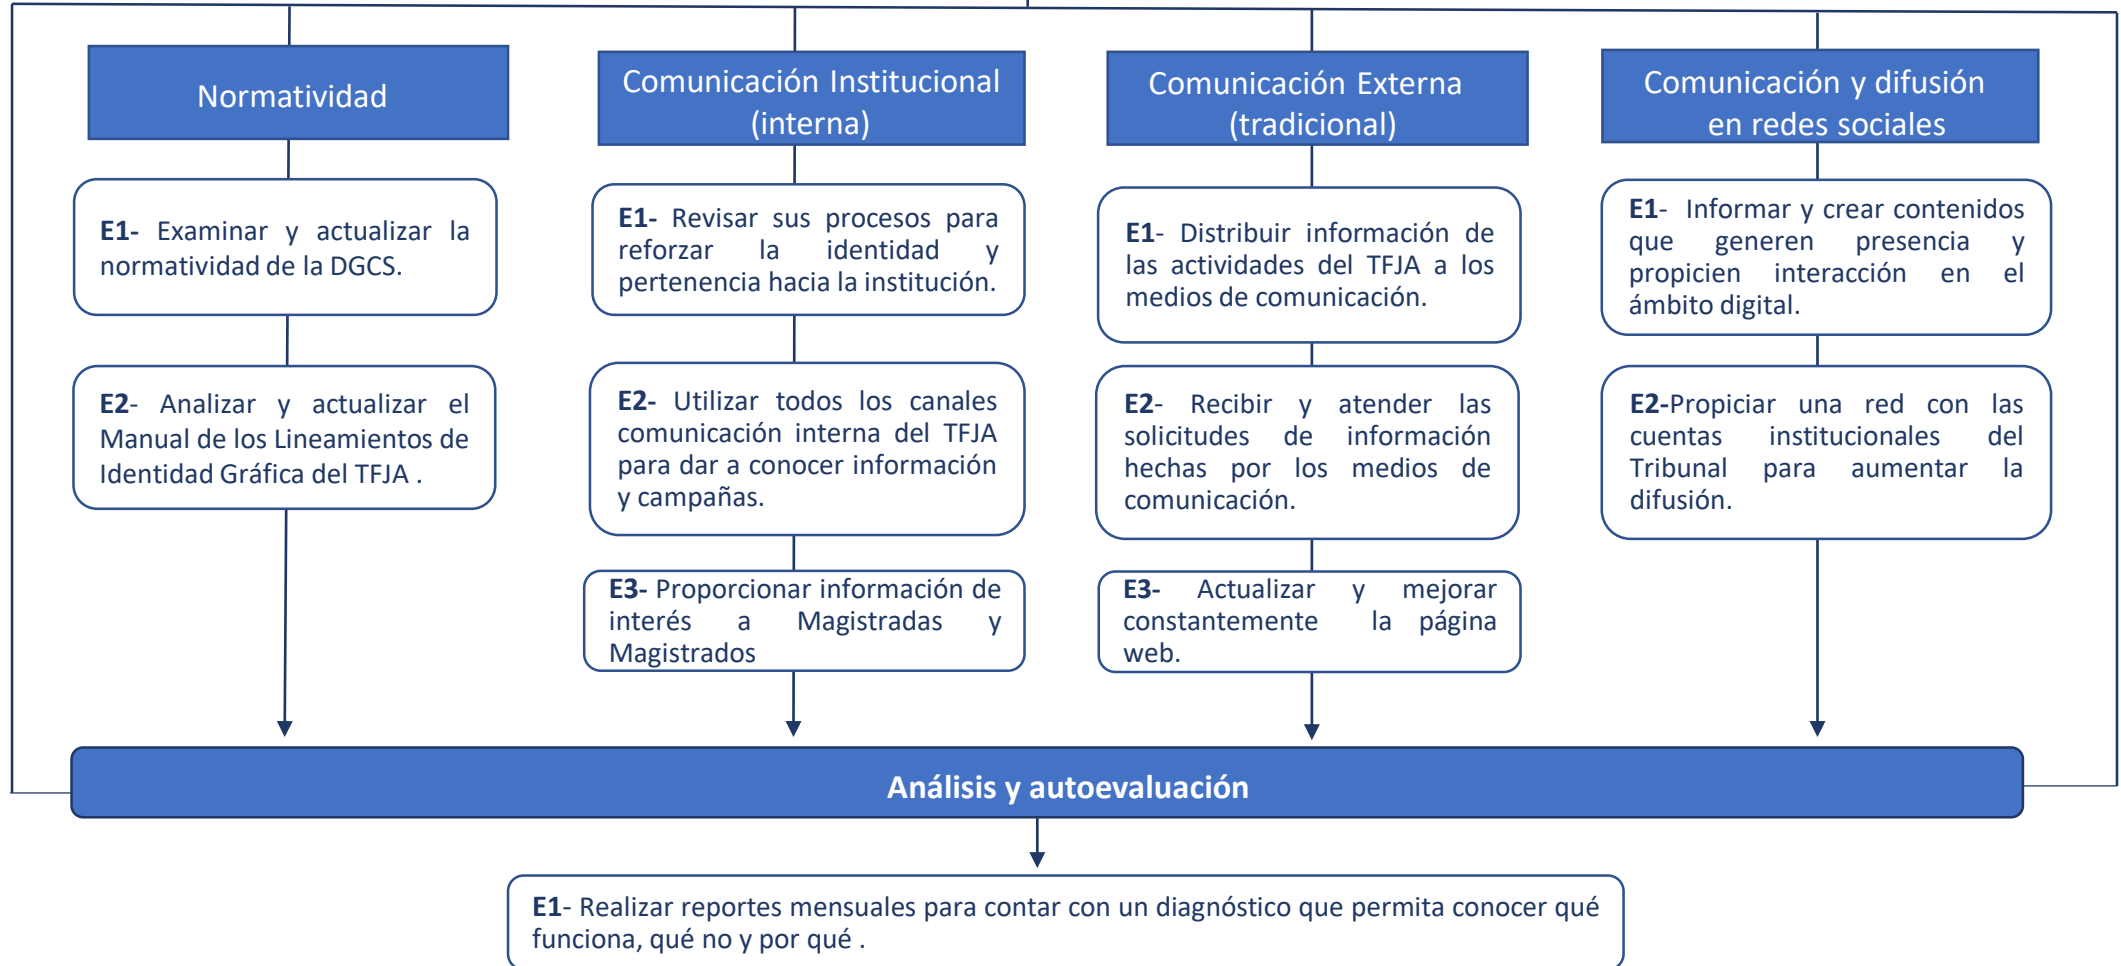 Normatividad
E1- Examinar y actualizar la
normatividad de la DGCS.
E2- Analizar y actualizar el
Manual de los Lineamientos de
Identidad Gráfica del TFJA .
Comunicación Institucional
(interna)
E1- Revisar sus procesos para
reforzar la identidad y
pertenencia hacia la institución.
E2- Utilizar todos los canales
comunicación interna del TFJA
para dar a conocer información
y campañas.
E3- Proporcionar información de
interés a Magistradas y
Magistrados
Comunicación Externa
(tradicional)
E1- Distribuir información de
las actividades del TFJA a los
medios de comunicación.
E2- Recibir y atender las
solicitudes de información
hechas por los medios de
comunicación.
E3- Actualizar y mejorar
constantemente la página
web.
Comunicación y difusión
en redes sociales
E1- Informar y crear contenidos
que generen presencia y
propicien interacción en el
ámbito digital.
E2-Propiciar una red con las
cuentas institucionales del
Tribunal para aumentar la
difusión.
Análisis y autoevaluación
E1- Realizar reportes mensuales para contar con un diagnóstico que permita conocer qué
funciona, qué no y por qué .